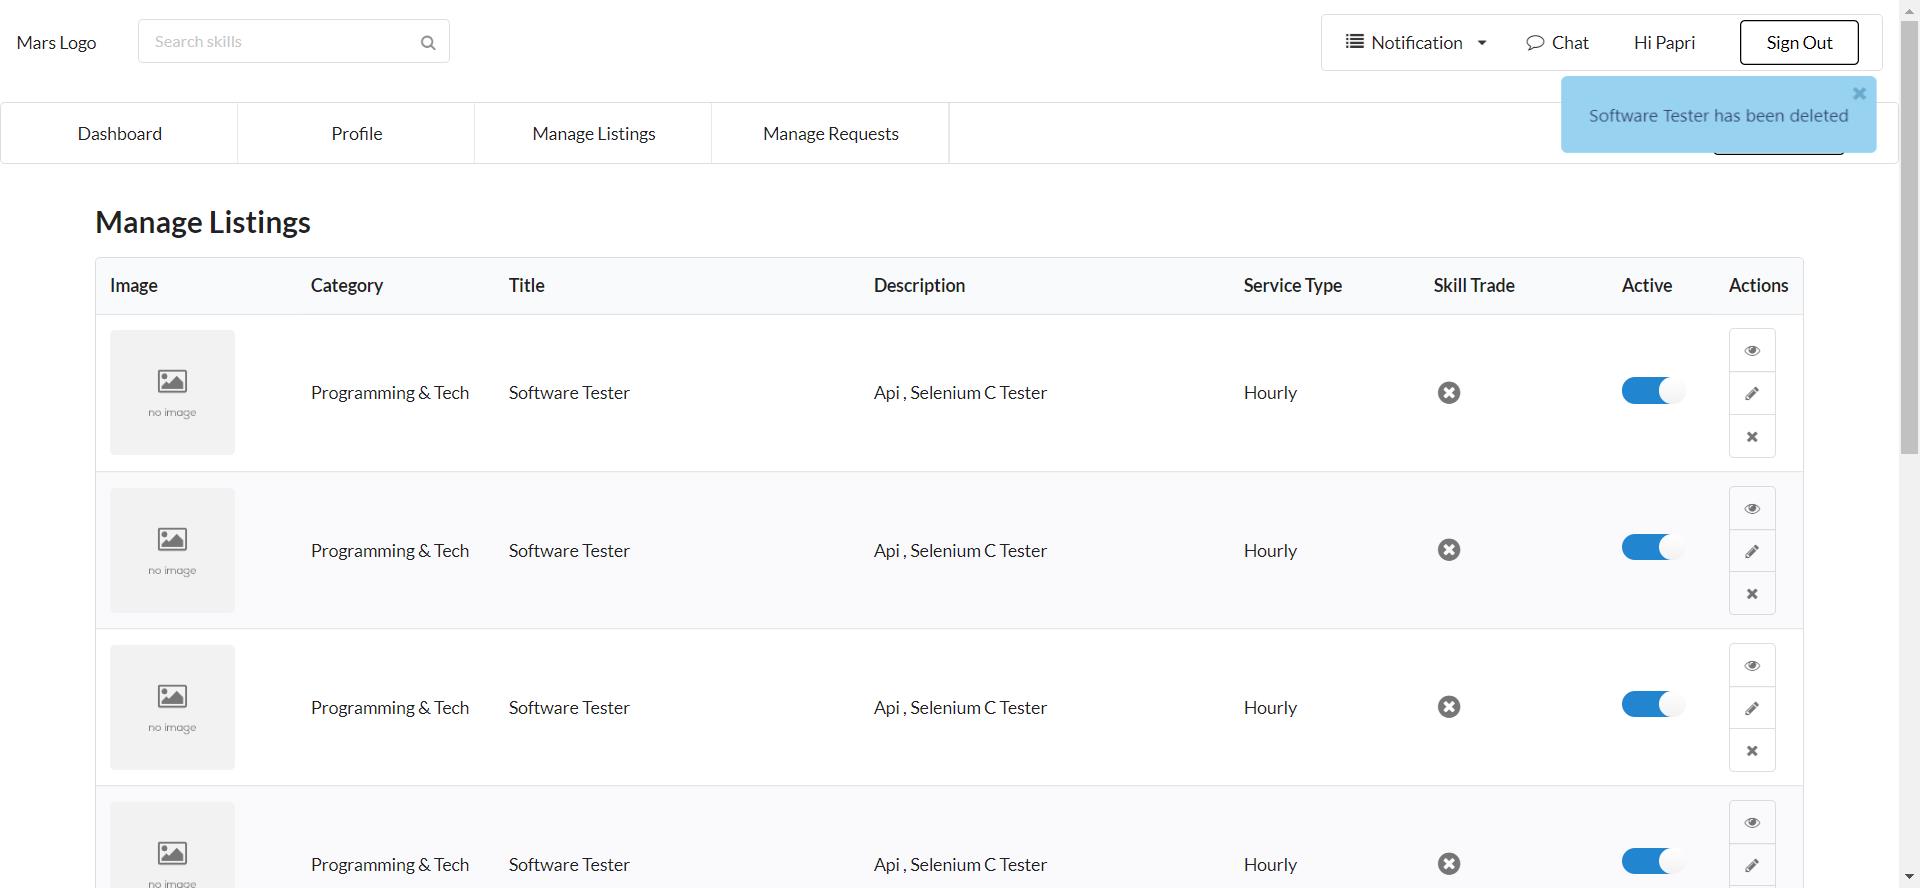 Mars Logo
Search skills
Notification
Chat
Hi Papri
Sign Out
Software Tester has been deleted
Dashboard
Profile
Manage Listings
Manage Requests
Manage Listings
Image Category Title Description Service Type Skill Trade Active Actions
no image
Programming & Tech Software Tester Api , Selenium C Tester Hourly
no image
Programming & Tech Software Tester Api , Selenium C Tester Hourly
no image
Programming & Tech Software Tester Api , Selenium C Tester Hourly
no image
Programming & Tech Software Tester Api , Selenium C Tester Hourly